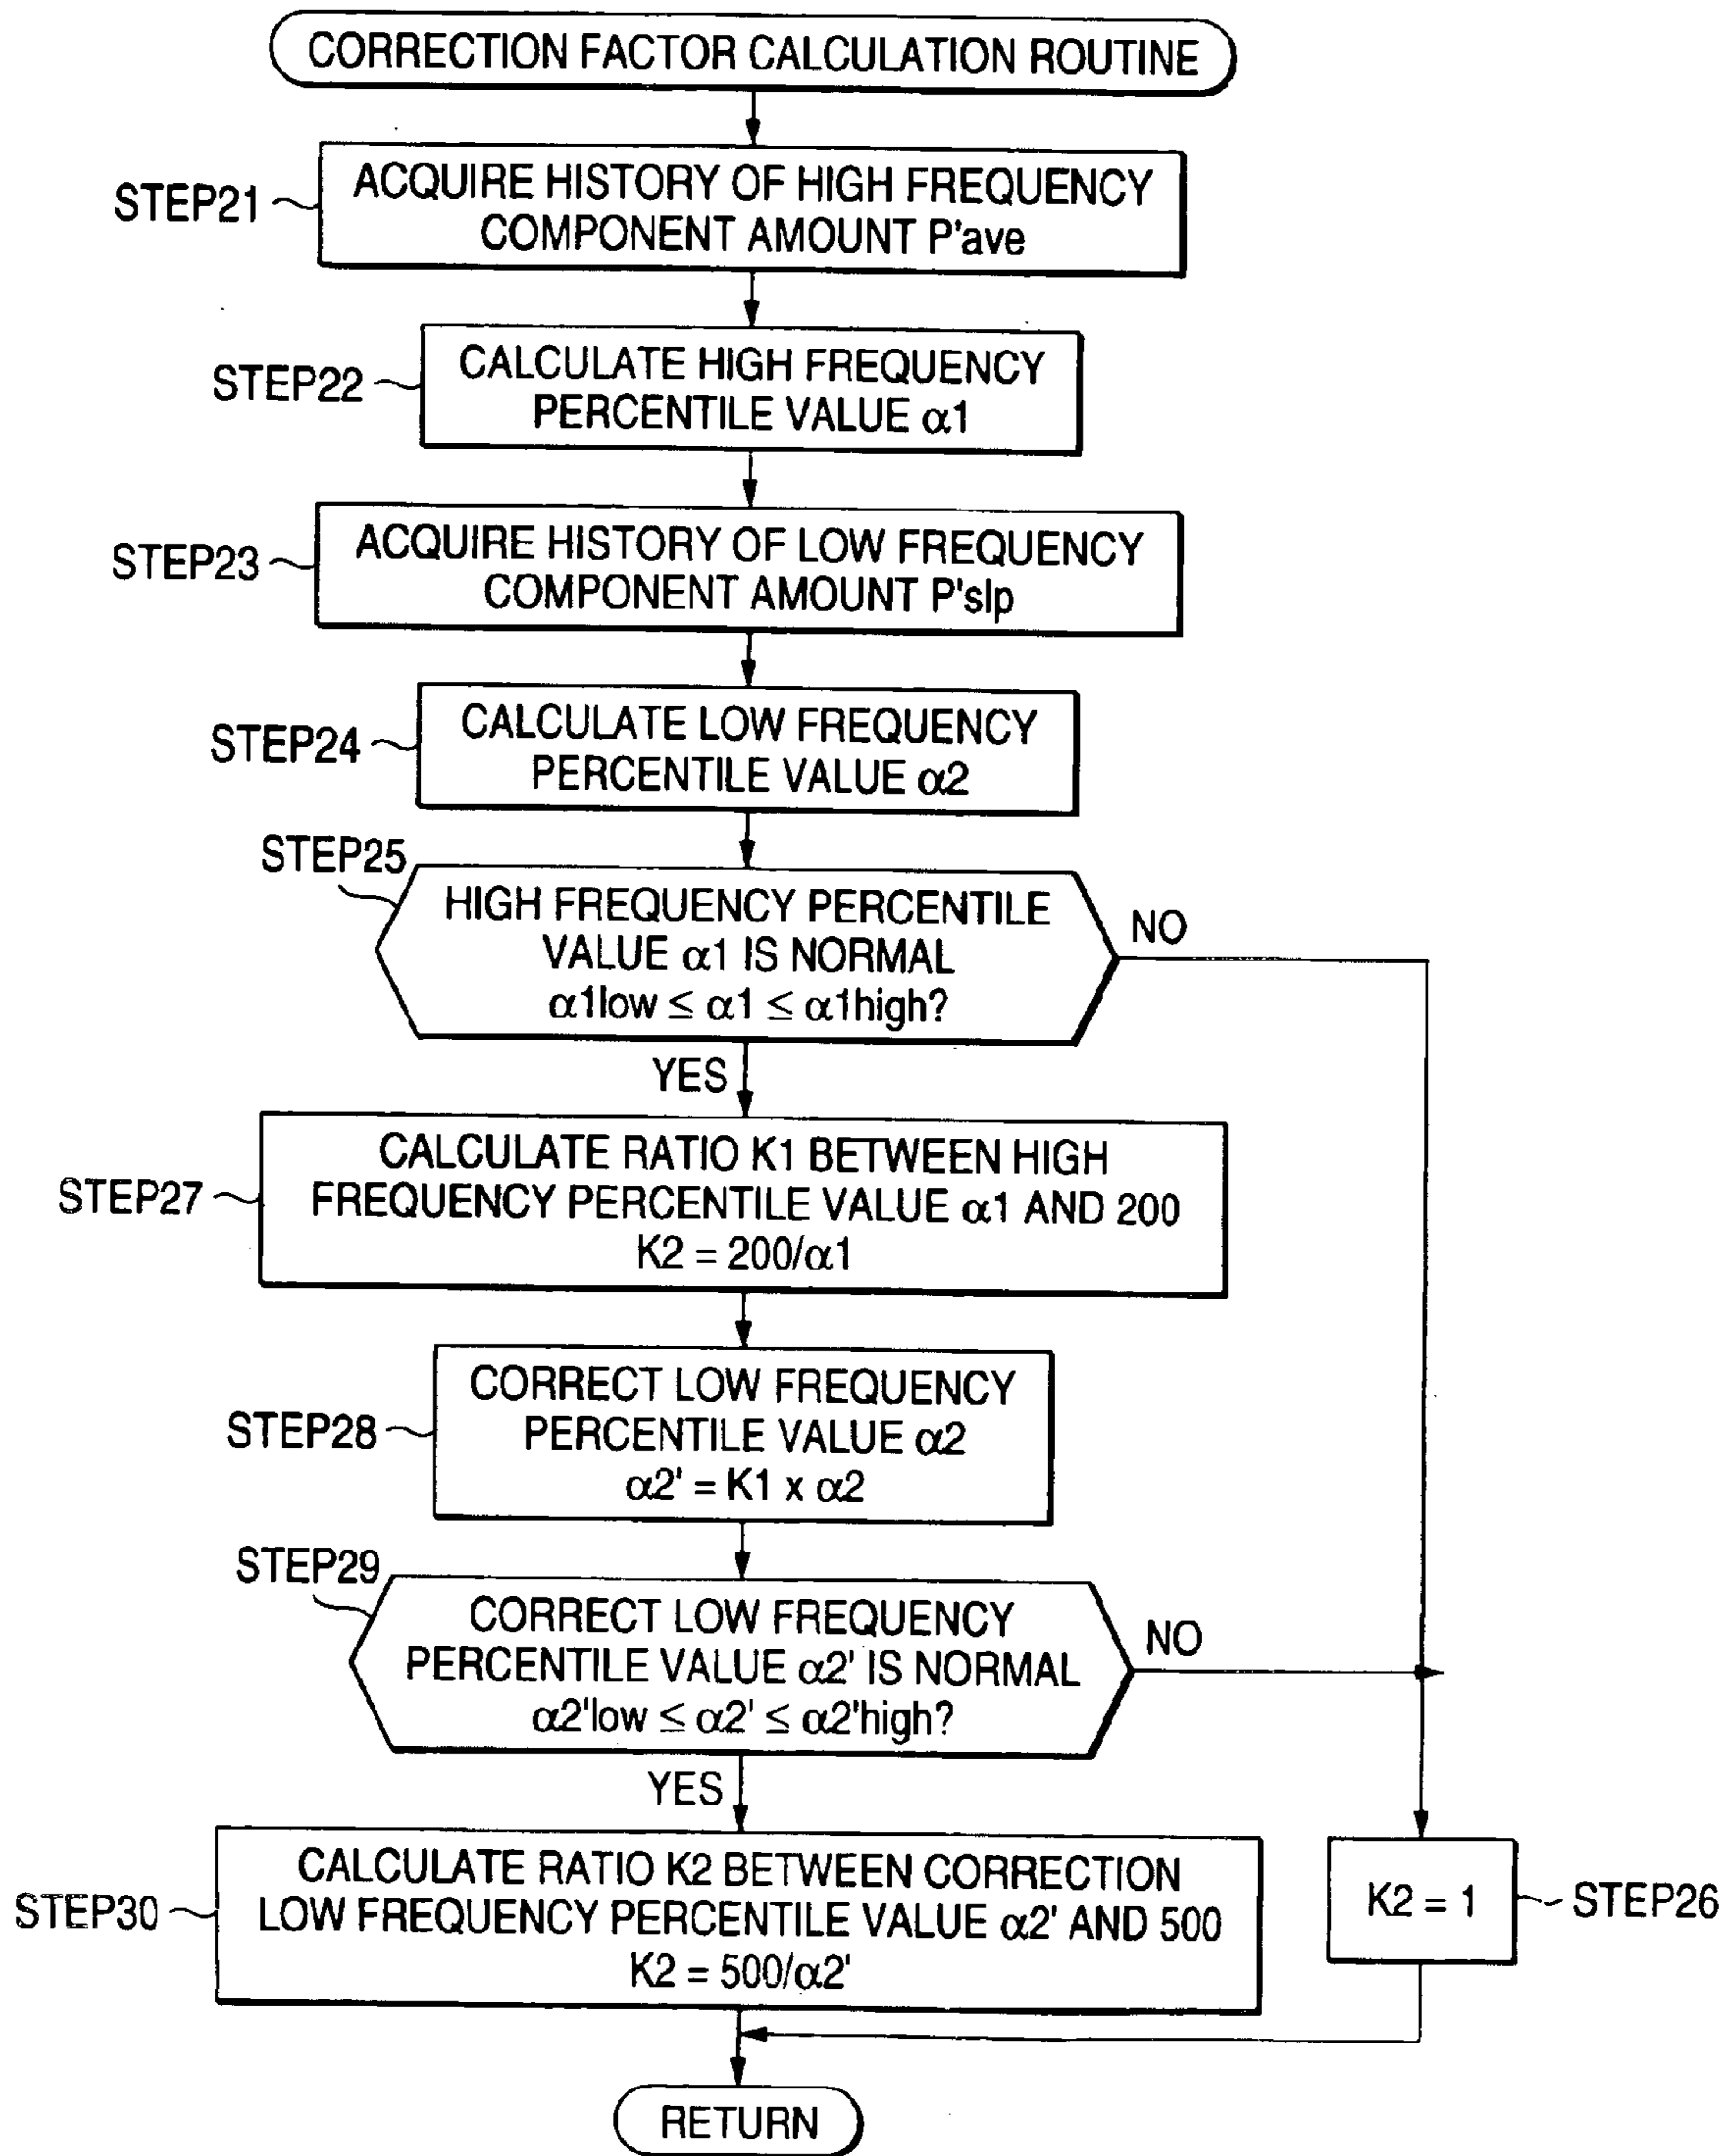 CORRECTION FACTOR CALCULATION ROUTINE
STEP21
ACQUIRE HISTORY OF HIGH FREQUENCY
COMPONENT AMOUNT P'ave
STEP22
CALCULATE HIGH FREQUENCY
PERCENTILE VALUE α1
STEP23
ACQUIRE HISTORY OF LOW FREQUENCY
COMPONENT AMOUNT P'slp
STEP24
CALCULATE LOW FREQUENCY
PERCENTILE VALUE α2
STEP25
HIGH FREQUENCY PERCENTILE
VALUE α1 IS NORMAL
α1low ≤ α1 ≤ α1high?
NO
YES
STEP27
CALCULATE RATIO K1 BETWEEN HIGH
FREQUENCY PERCENTILE VALUE α1 AND 200
K2 = 200/α1
STEP28
CORRECT LOW FREQUENCY
PERCENTILE VALUE α2
α2' = K1 x α2
STEP29
CORRECT LOW FREQUENCY
PERCENTILE VALUE α2' IS NORMAL
α2'low ≤ α2' ≤ α2'high?
NO
YES
STEP30
CALCULATE RATIO K2 BETWEEN CORRECTION
LOW FREQUENCY PERCENTILE VALUE α2' AND 500
K2 = 500/α2'
K2 = 1
STEP26
RETURN